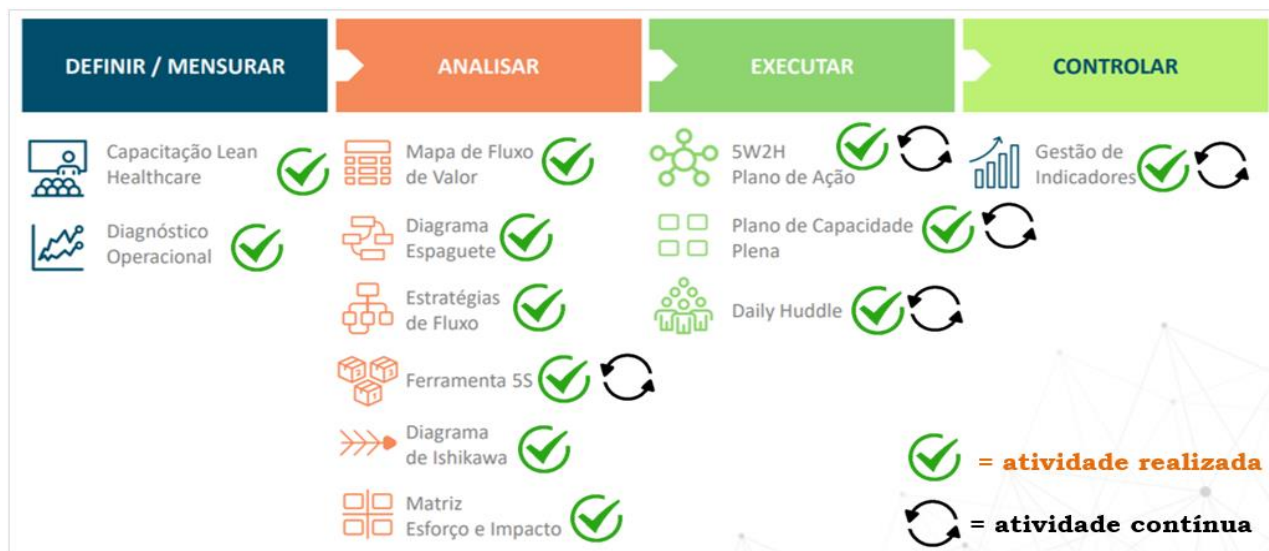 DEFINIR / MENSURAR
ANALISAR
EXECUTAR
CONTROLAR
Capacitação Lean
Healthcare
Diagnóstico
Operacional
Mapa de Fluxo
de Valor
Diagrama
Espaguete
Estratégias
de Fluxo
Ferramenta 5S
Diagrama
de Ishikawa
Matriz
Esforço e Impacto
5W2H
Plano de Ação
Plano de Capacidade
Plena
Daily Huddle
Gestão de
Indicadores
= atividade realizada
= atividade contínua